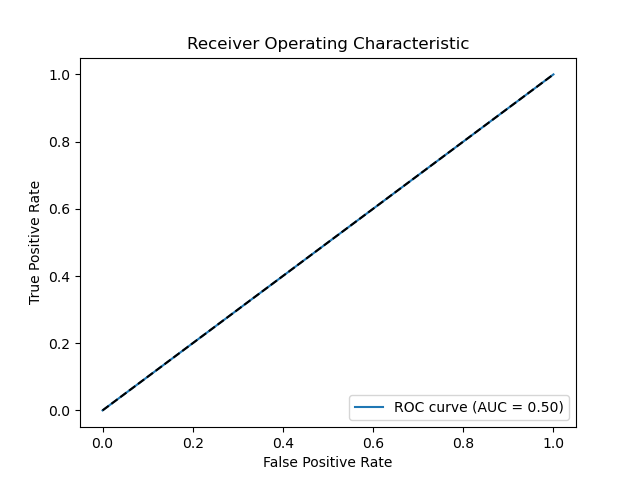 Receiver Operating Characteristic
1.0
0.8
0.6
0.4
0.2
0.0
True Positive Rate
ROC curve (AUC = 0.50)
0.0 0.2 0.4 0.6 0.8 1.0
False Positive Rate